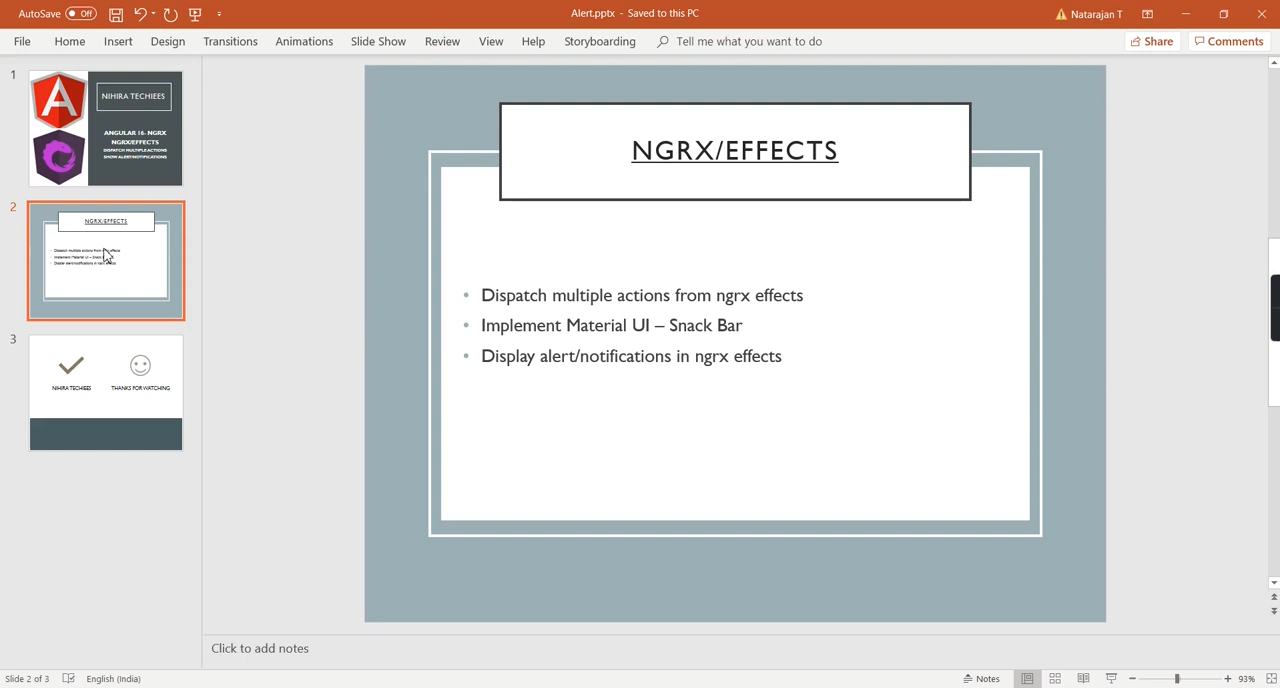 AutoSave Off
Alert.pptx - Saved to this PC
Natarajan T
File Home Insert Design Transitions Animations Slide Show Review View Help Storyboarding Tell me what you want to do
Share Comments
1
NIHIRA TECHIEES
ANGULAR 16- NGRX
NGRX/EFFECTS
DISPATCH MULTIPLE ACTIONS
SHOW ALERT/NOTIFICATIONS
2
NGRX/EFFECTS
3
NIHIRA TECHIEES
THANKS FOR WATCHING
NGRX/EFFECTS
• Dispatch multiple actions from ngrx effects
• Implement Material UI – Snack Bar
• Display alert/notifications in ngrx effects
Click to add notes
Slide 2 of 3 English (India) Notes 93%